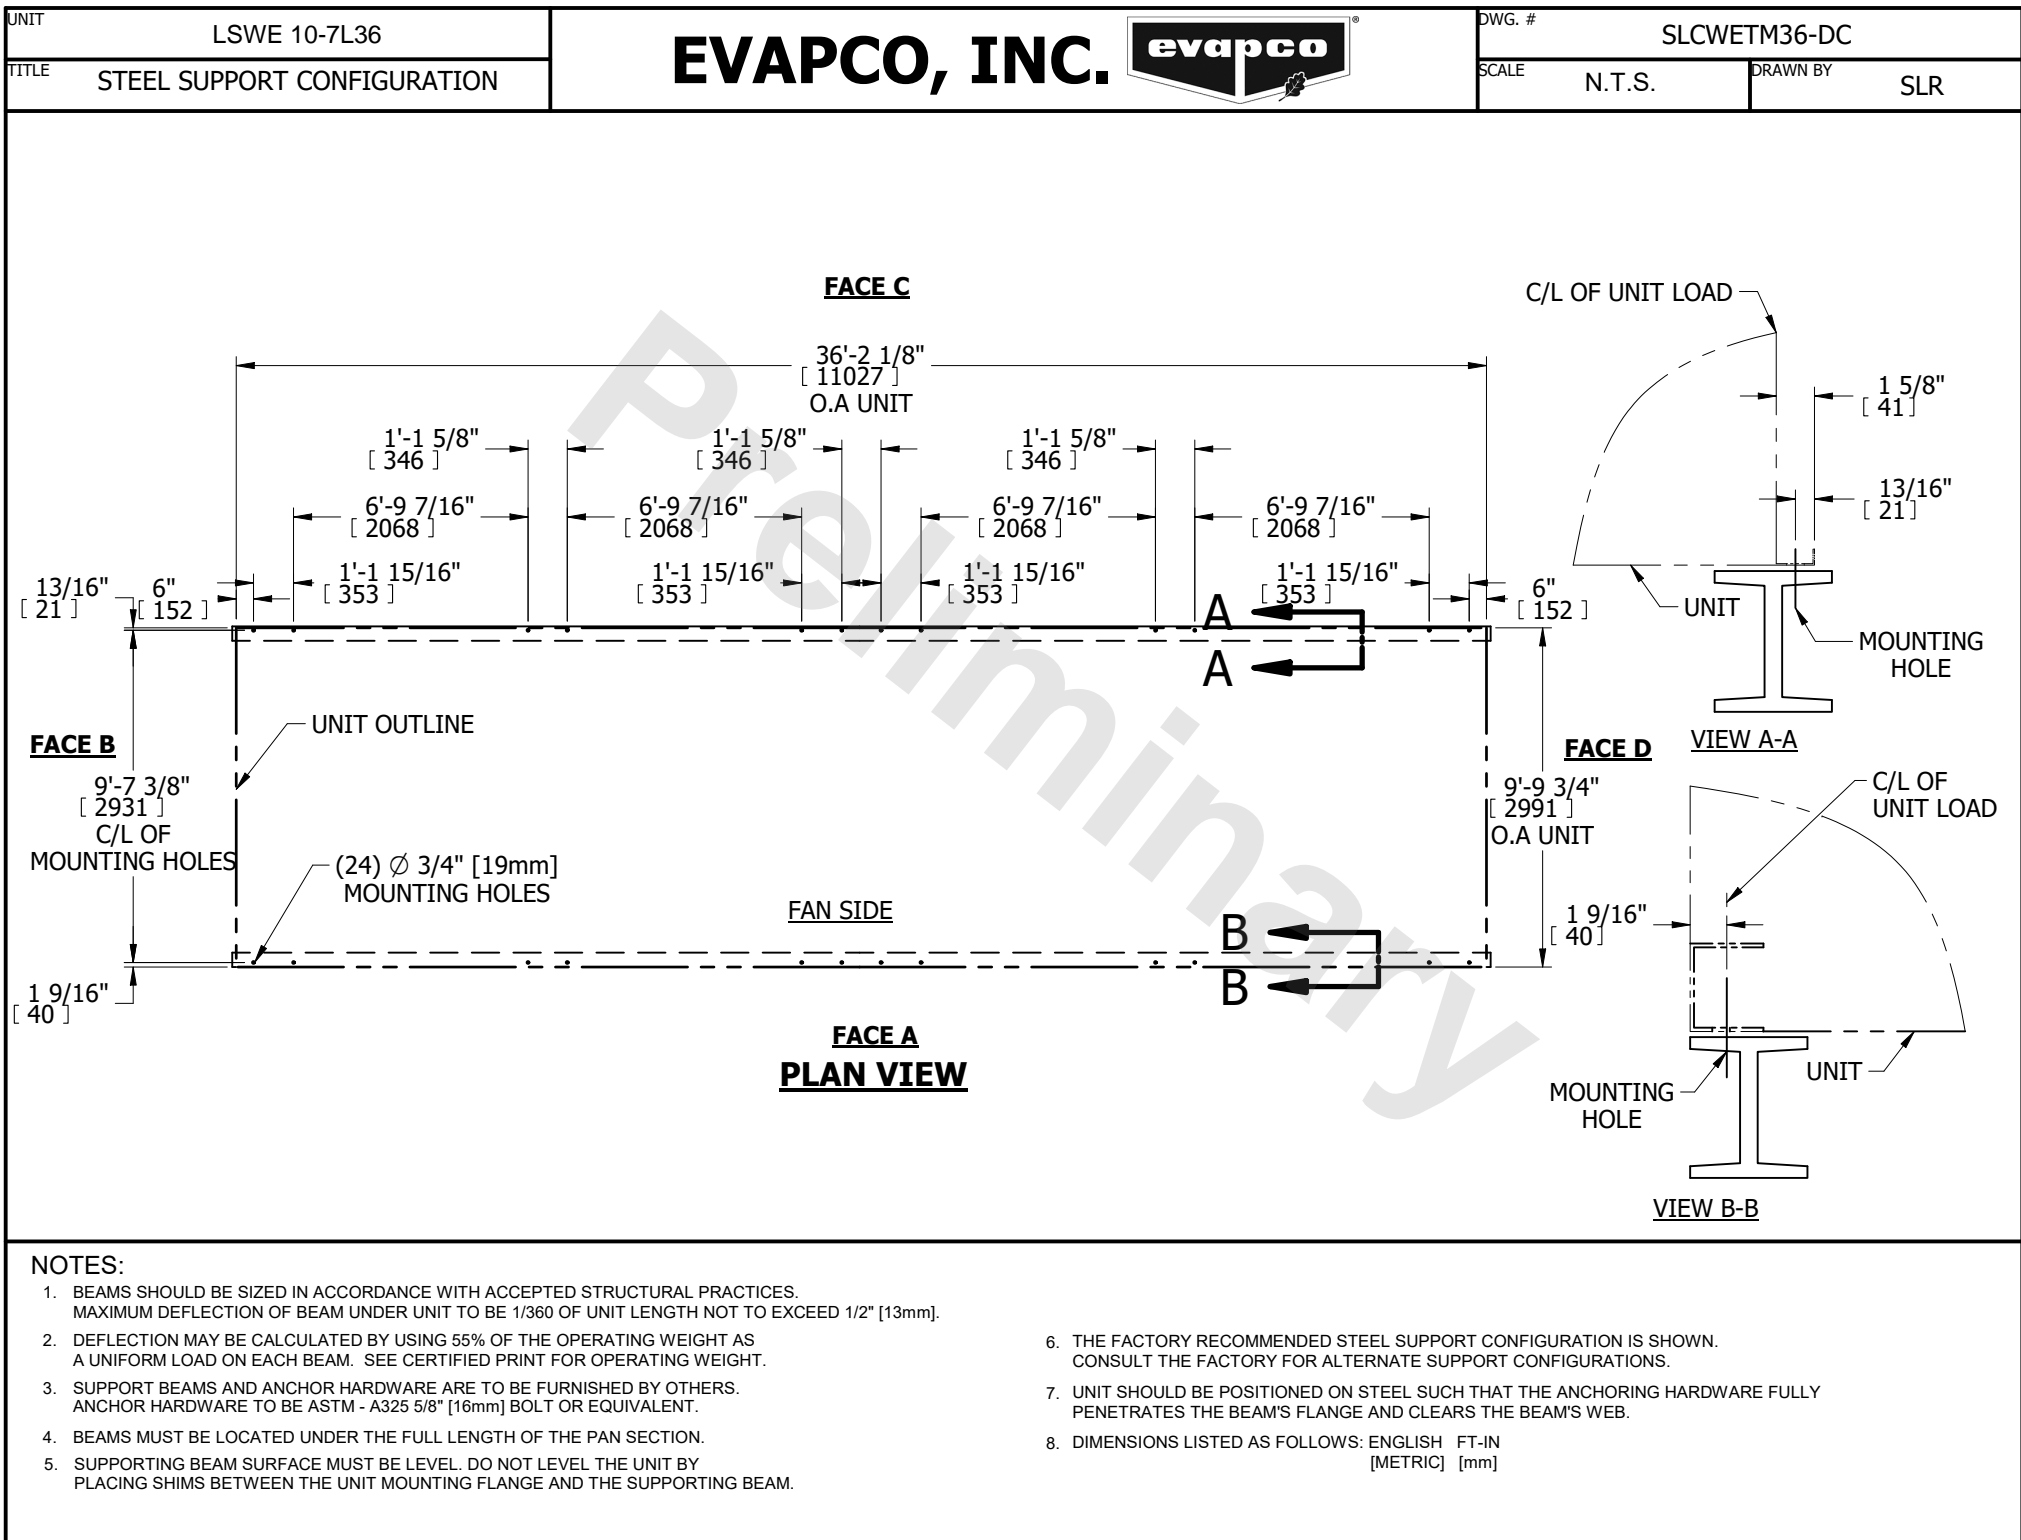 UNIT
LSWE 10-7L36
TITLE
STEEL SUPPORT CONFIGURATION
EVAPCO, INC.
evapco
®
DWG. #
SLCWETM36-DC
SCALE
N.T.S.
DRAWN BY
SLR
FACE C
36'-2 1/8"
[ 11027 ]
O.A UNIT
1'-1 5/8"
[ 346 ]
1'-1 5/8"
[ 346 ]
1'-1 5/8"
[ 346 ]
6'-9 7/16"
[ 2068 ]
6'-9 7/16"
[ 2068 ]
6'-9 7/16"
[ 2068 ]
6'-9 7/16"
[ 2068 ]
13/16"
[ 21 ]
6"
[ 152 ]
1'-1 15/16"
[ 353 ]
1'-1 15/16"
[ 353 ]
1'-1 15/16"
[ 353 ]
1'-1 15/16"
[ 353 ]
6"
[ 152 ]
A
A
UNIT OUTLINE
FACE B
9'-7 3/8"
[ 2931 ]
C/L OF
MOUNTING HOLES
(24) Ø 3/4" [19mm]
MOUNTING HOLES
FAN SIDE
B
B
FACE D
9'-9 3/4"
[ 2991 ]
O.A UNIT
1 9/16"
[ 40 ]
FACE A
PLAN VIEW
Preliminary
C/L OF UNIT LOAD
1 5/8"
[ 41 ]
13/16"
[ 21 ]
UNIT
MOUNTING
HOLE
VIEW A-A
C/L OF
UNIT LOAD
1 9/16"
[ 40 ]
UNIT
MOUNTING
HOLE
VIEW B-B
NOTES:
1. BEAMS SHOULD BE SIZED IN ACCORDANCE WITH ACCEPTED STRUCTURAL PRACTICES.
MAXIMUM DEFLECTION OF BEAM UNDER UNIT TO BE 1/360 OF UNIT LENGTH NOT TO EXCEED 1/2" [13mm].
2. DEFLECTION MAY BE CALCULATED BY USING 55% OF THE OPERATING WEIGHT AS
A UNIFORM LOAD ON EACH BEAM. SEE CERTIFIED PRINT FOR OPERATING WEIGHT.
3. SUPPORT BEAMS AND ANCHOR HARDWARE ARE TO BE FURNISHED BY OTHERS.
ANCHOR HARDWARE TO BE ASTM - A325 5/8" [16mm] BOLT OR EQUIVALENT.
4. BEAMS MUST BE LOCATED UNDER THE FULL LENGTH OF THE PAN SECTION.
5. SUPPORTING BEAM SURFACE MUST BE LEVEL. DO NOT LEVEL THE UNIT BY
PLACING SHIMS BETWEEN THE UNIT MOUNTING FLANGE AND THE SUPPORTING BEAM.
6. THE FACTORY RECOMMENDED STEEL SUPPORT CONFIGURATION IS SHOWN.
CONSULT THE FACTORY FOR ALTERNATE SUPPORT CONFIGURATIONS.
7. UNIT SHOULD BE POSITIONED ON STEEL SUCH THAT THE ANCHORING HARDWARE FULLY
PENETRATES THE BEAM'S FLANGE AND CLEARS THE BEAM'S WEB.
8. DIMENSIONS LISTED AS FOLLOWS: ENGLISH FT-IN
[METRIC] [mm]